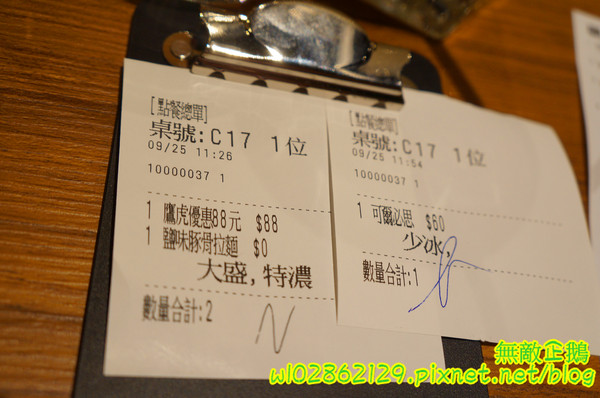 [點餐總單]
桌號:C17 1位
09/25 11:26
10000037 1
1 鷹虎優惠88元 $88
1 鹽味豚骨拉麵 $0
大盛,特濃
數量合計:2
[點餐總單]
桌號:C17 1位
09/25 11:54
10000037 1
1 可爾必思 $60
少冰,
數量合計:1
無敵企鵝
wl02862129.pixnet.net/blog